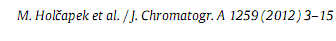 M. Holčapek et al. / J. Chromatogr. A 1259 (2012) 3–15